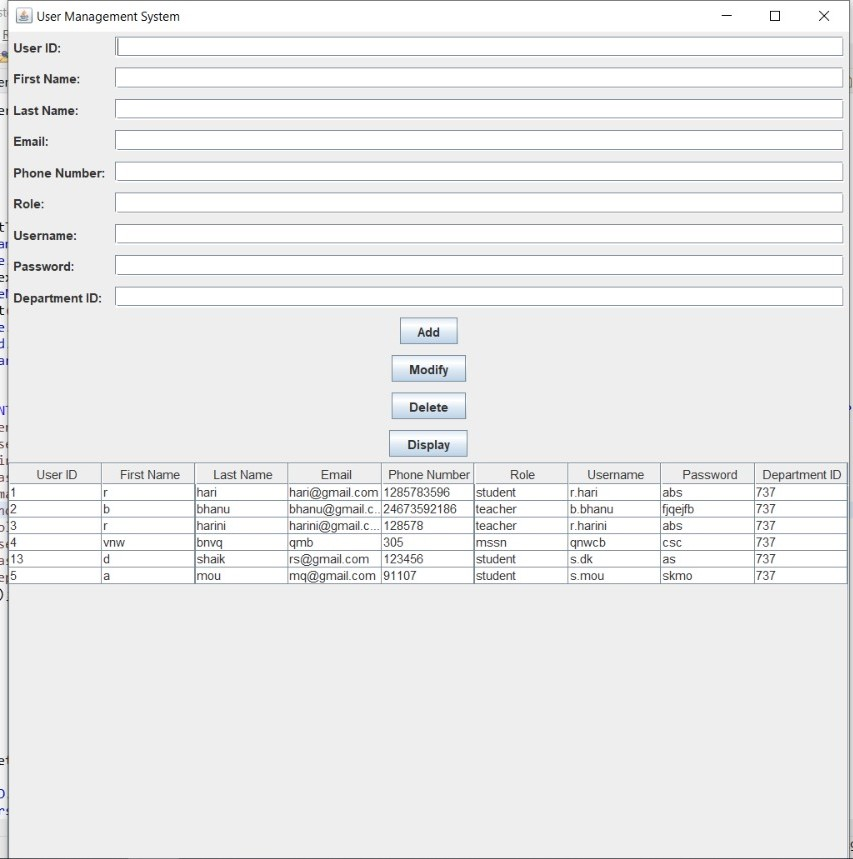 User Management System
User ID:
First Name:
Last Name:
Email:
Phone Number:
Role:
Username:
Password:
Department ID:
Add
Modify
Delete
Display
User ID First Name Last Name Email Phone Number Role Username Password Department ID
1 r hari hari@gmail.com 1285783596 student r.hari abs 737
2 b bhanu bhanu@gmail.c... 24673592186 teacher b.bhanu fjqejfb 737
3 r harini harini@gmail.c... 128578 teacher r.harini abs 737
4 vnw bnvq qmb 305 mssn qnwcb csc 737
13 d shaik rs@gmail.com 123456 student s.dk as 737
5 a mou mq@gmail.com 91107 student s.mou skmo 737